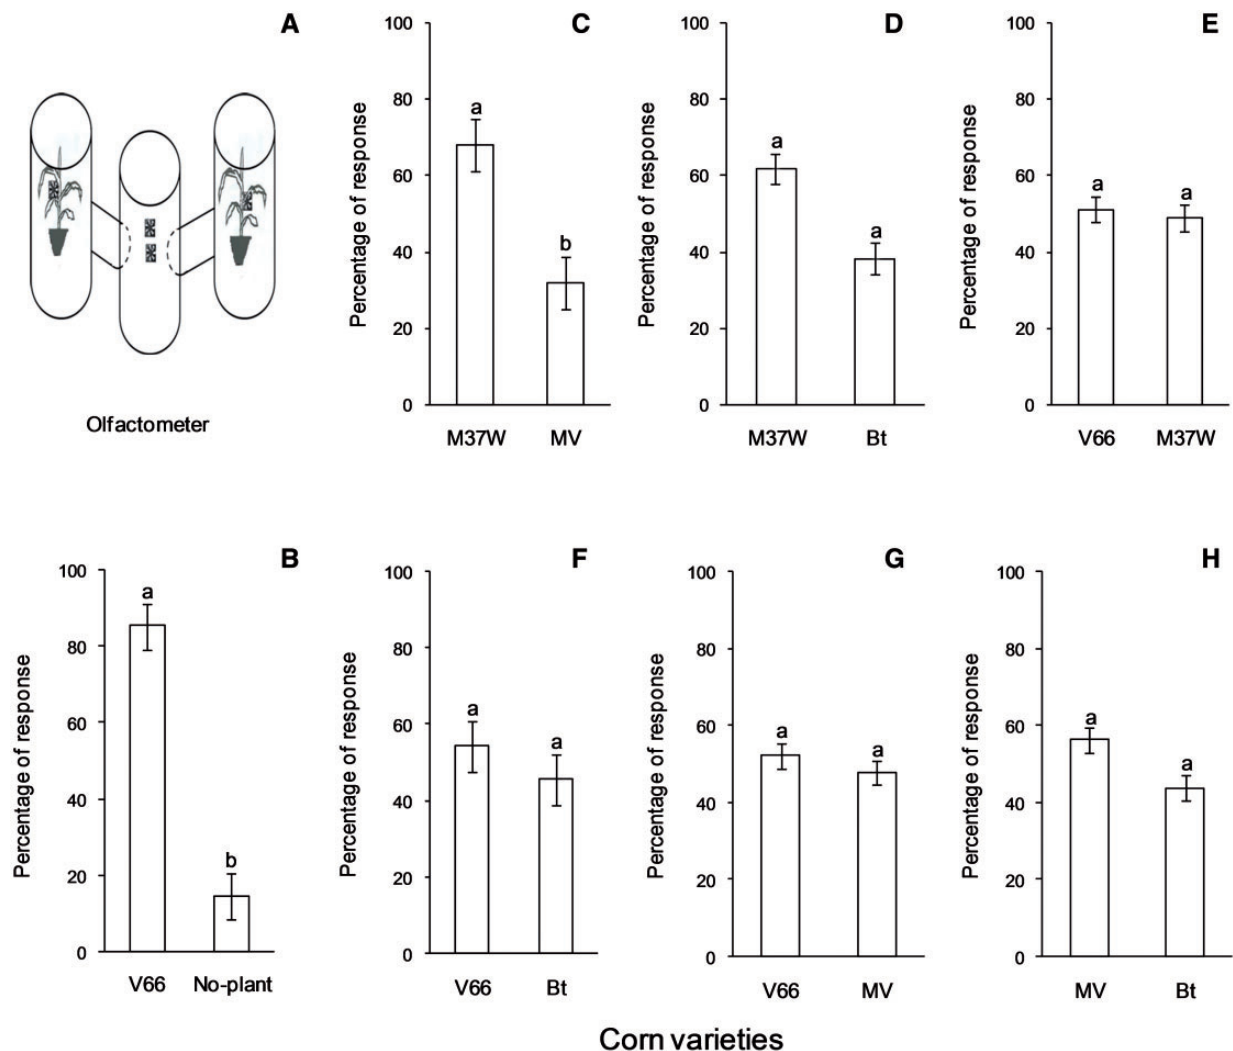 A
Olfactometer
C
Percentage of response
100
80
60
40
20
0
a
b
M37W MV
D
Percentage of response
100
80
60
40
20
0
a
a
M37W Bt
E
Percentage of response
100
80
60
40
20
0
a
a
V66 M37W
B
Percentage of response
100
80
60
40
20
0
a
b
V66 No-plant
F
Percentage of response
100
80
60
40
20
0
a
a
V66 Bt
G
Percentage of response
100
80
60
40
20
0
a
a
V66 MV
H
Percentage of response
100
80
60
40
20
0
a
a
MV Bt
Corn varieties